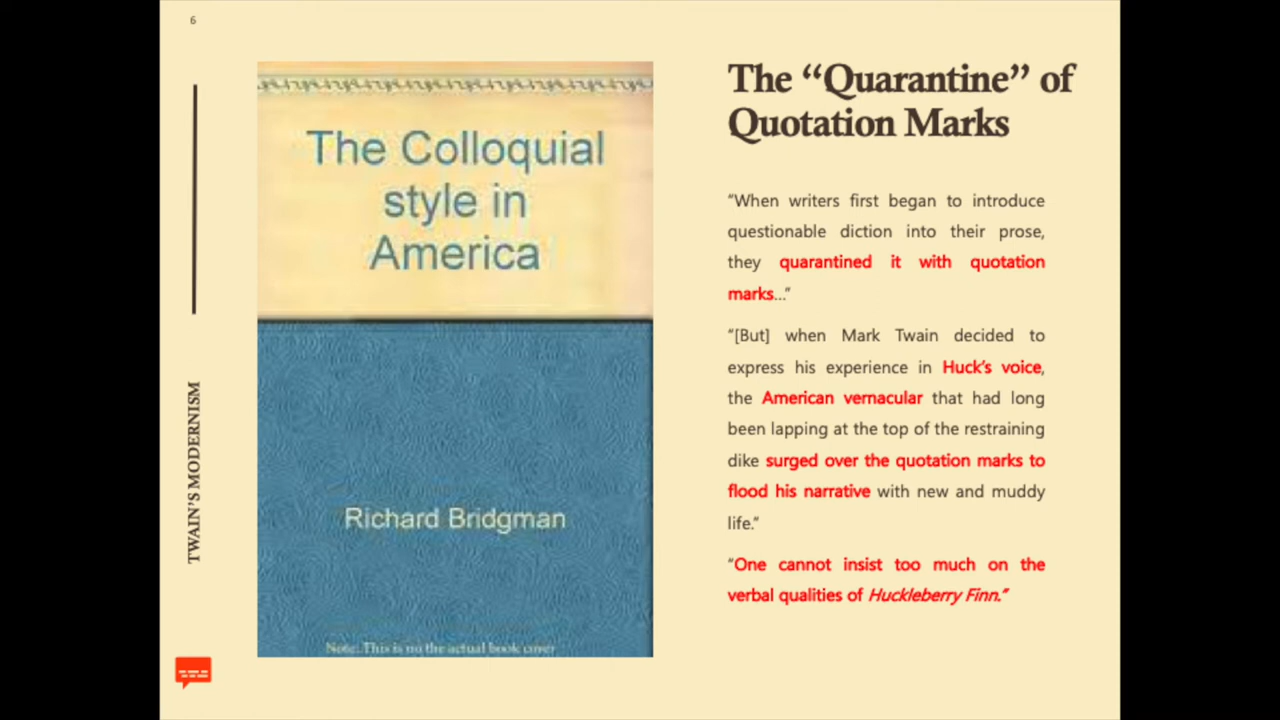 6
TWAIN'S MODERNISM
The Colloquial
style in
America
Richard Bridgman
Note: This is no the actual book cover
The “Quarantine” of
Quotation Marks
“When writers first began to introduce
questionable diction into their prose,
they quarantined it with quotation
marks…”
“[But] when Mark Twain decided to
express his experience in Huck’s voice,
the American vernacular that had long
been lapping at the top of the restraining
dike surged over the quotation marks to
flood his narrative with new and muddy
life.”
“One cannot insist too much on the
verbal qualities of Huckleberry Finn.”